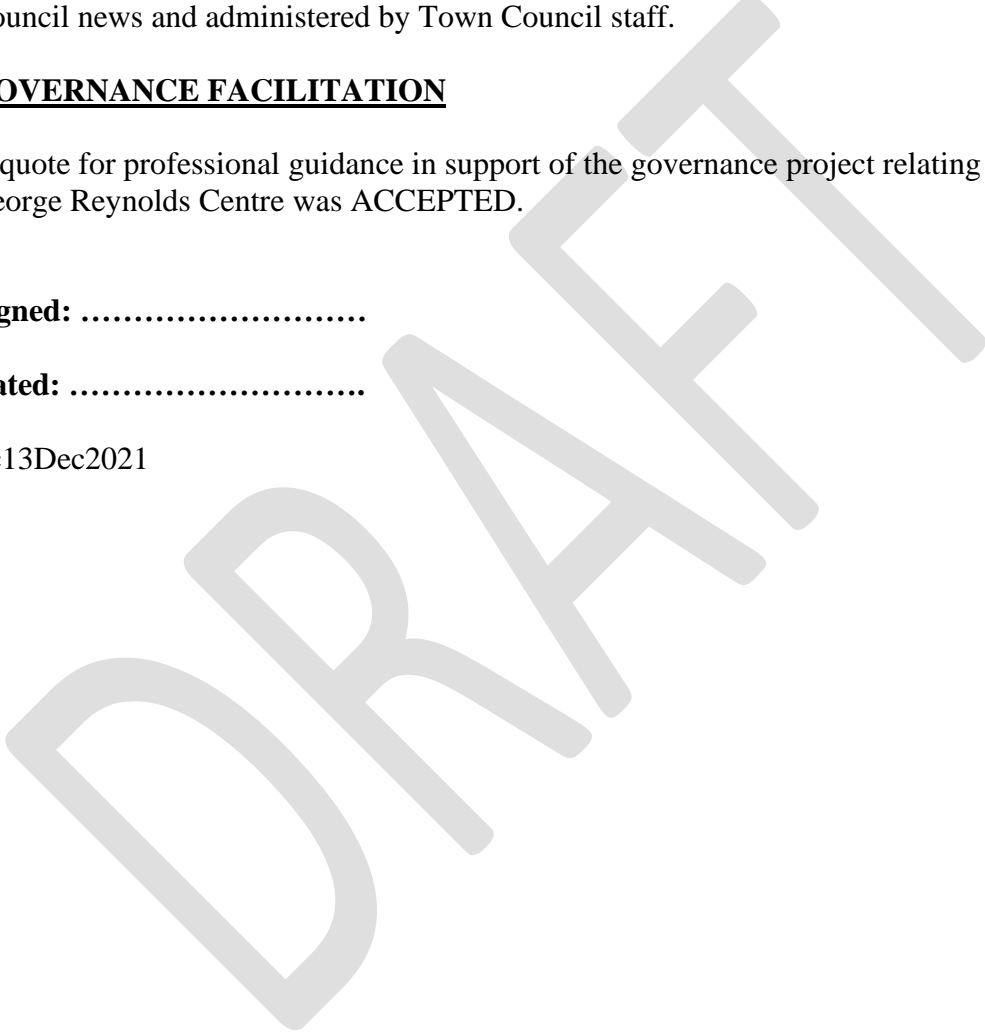 ouncil news and administered by Town Council staff.
OVERNANCE FACILITATION
quote for professional guidance in support of the governance project relating
eorge Reynolds Centre was ACCEPTED.
gned: ………………………
ated: ……………………….
13Dec2021
DRAFT